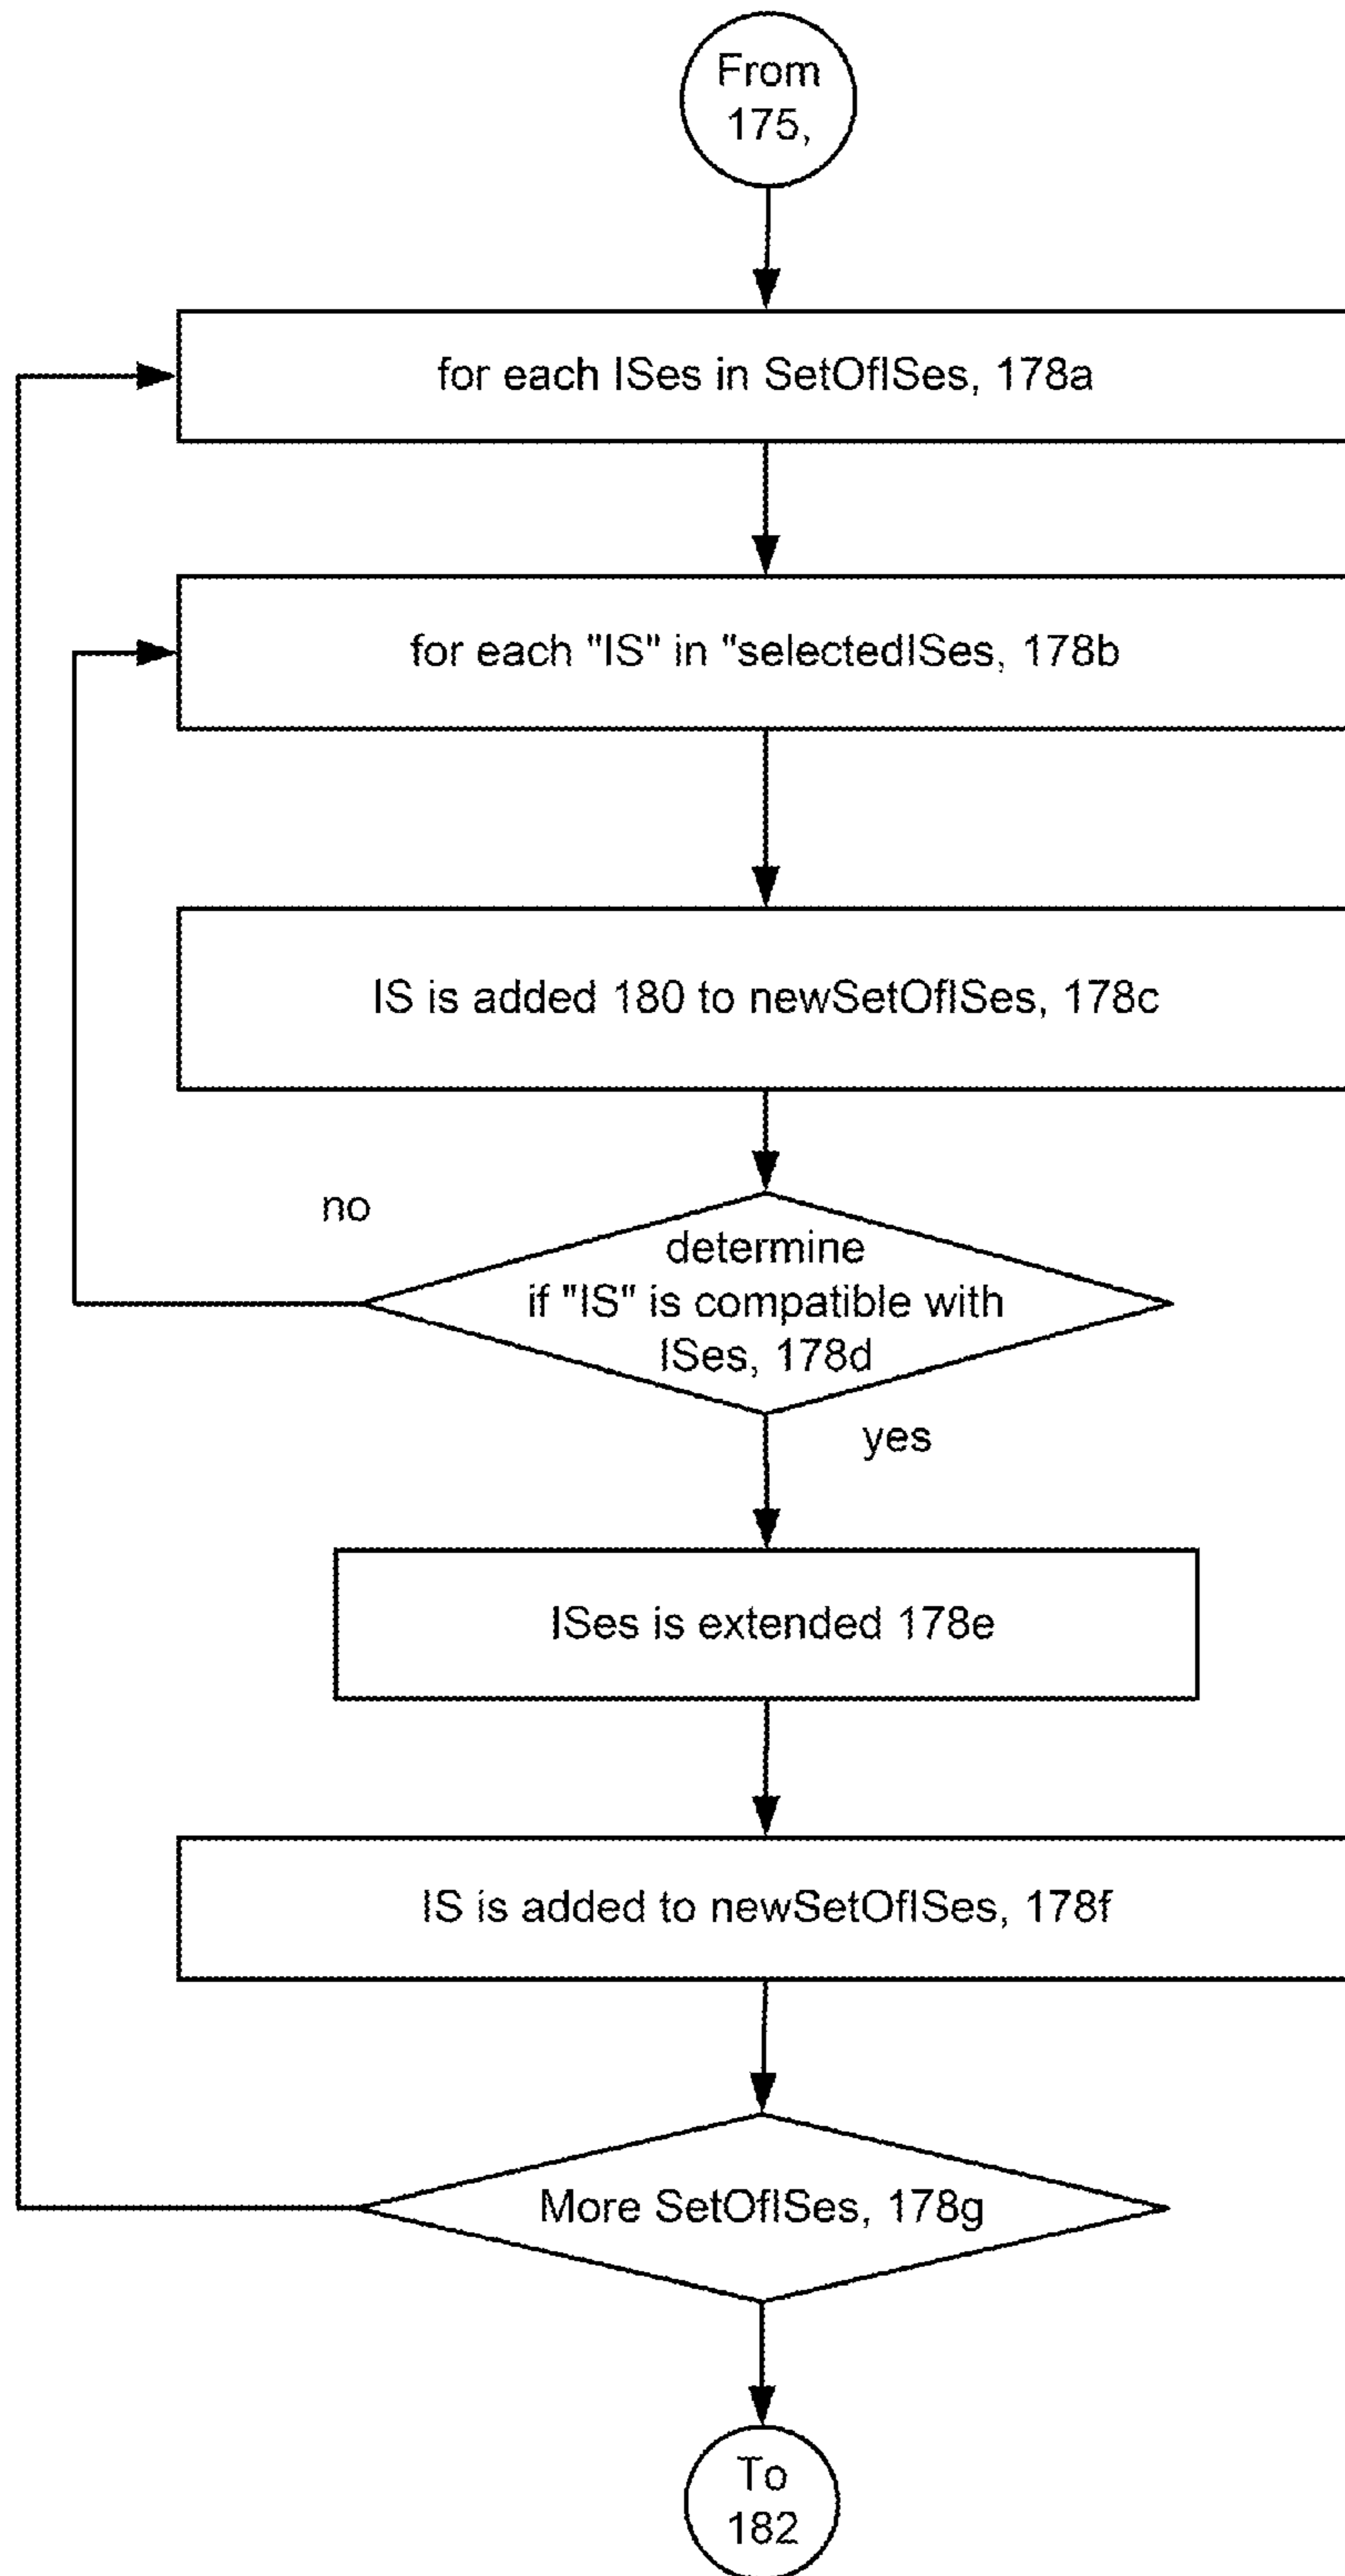 From
175,
for each ISes in SetOfISes, 178a
for each "IS" in "selectedISes, 178b
IS is added 180 to newSetOfISes, 178c
no
determine
if "IS" is compatible with
ISes, 178d
yes
ISes is extended 178e
IS is added to newSetOfISes, 178f
More SetOfISes, 178g
To
182